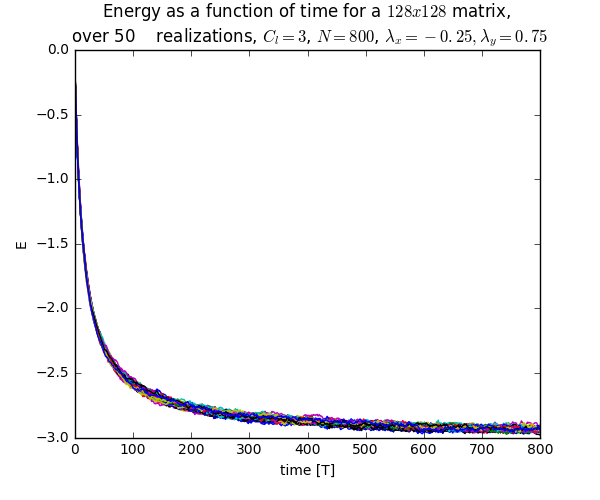 Energy as a function of time for a 128x128 matrix,
over 50 realizations, C_l = 3, N = 800, λ_x = −0.25, λ_y = 0.75
0.0
−0.5
−1.0
−1.5
−2.0
−2.5
−3.0
E
0 100 200 300 400 500 600 700 800
time [T]